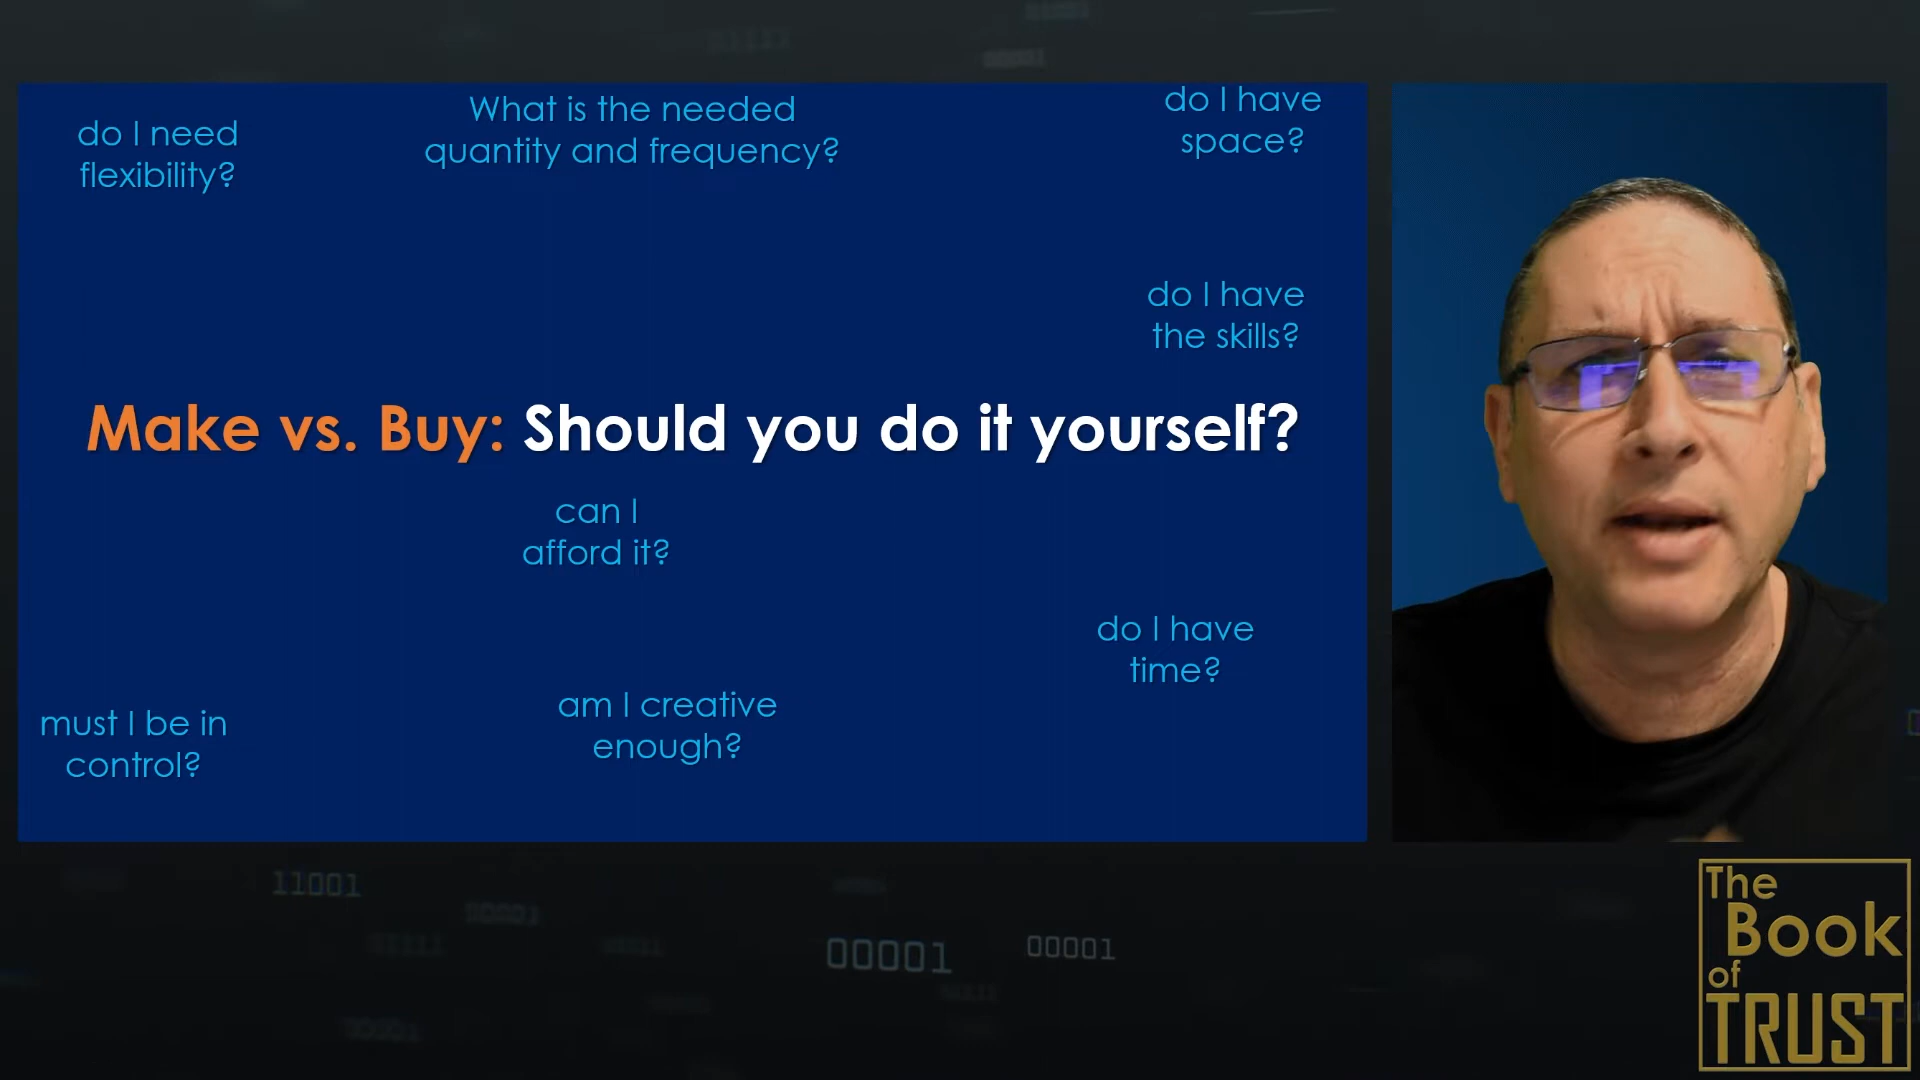 do I need
flexibility?
What is the needed
quantity and frequency?
do I have
space?
do I have
the skills?
Make vs. Buy: Should you do it yourself?
can I
afford it?
do I have
time?
am I creative
enough?
must I be in
control?
11001
00001
00001
The
Book
of
TRUST